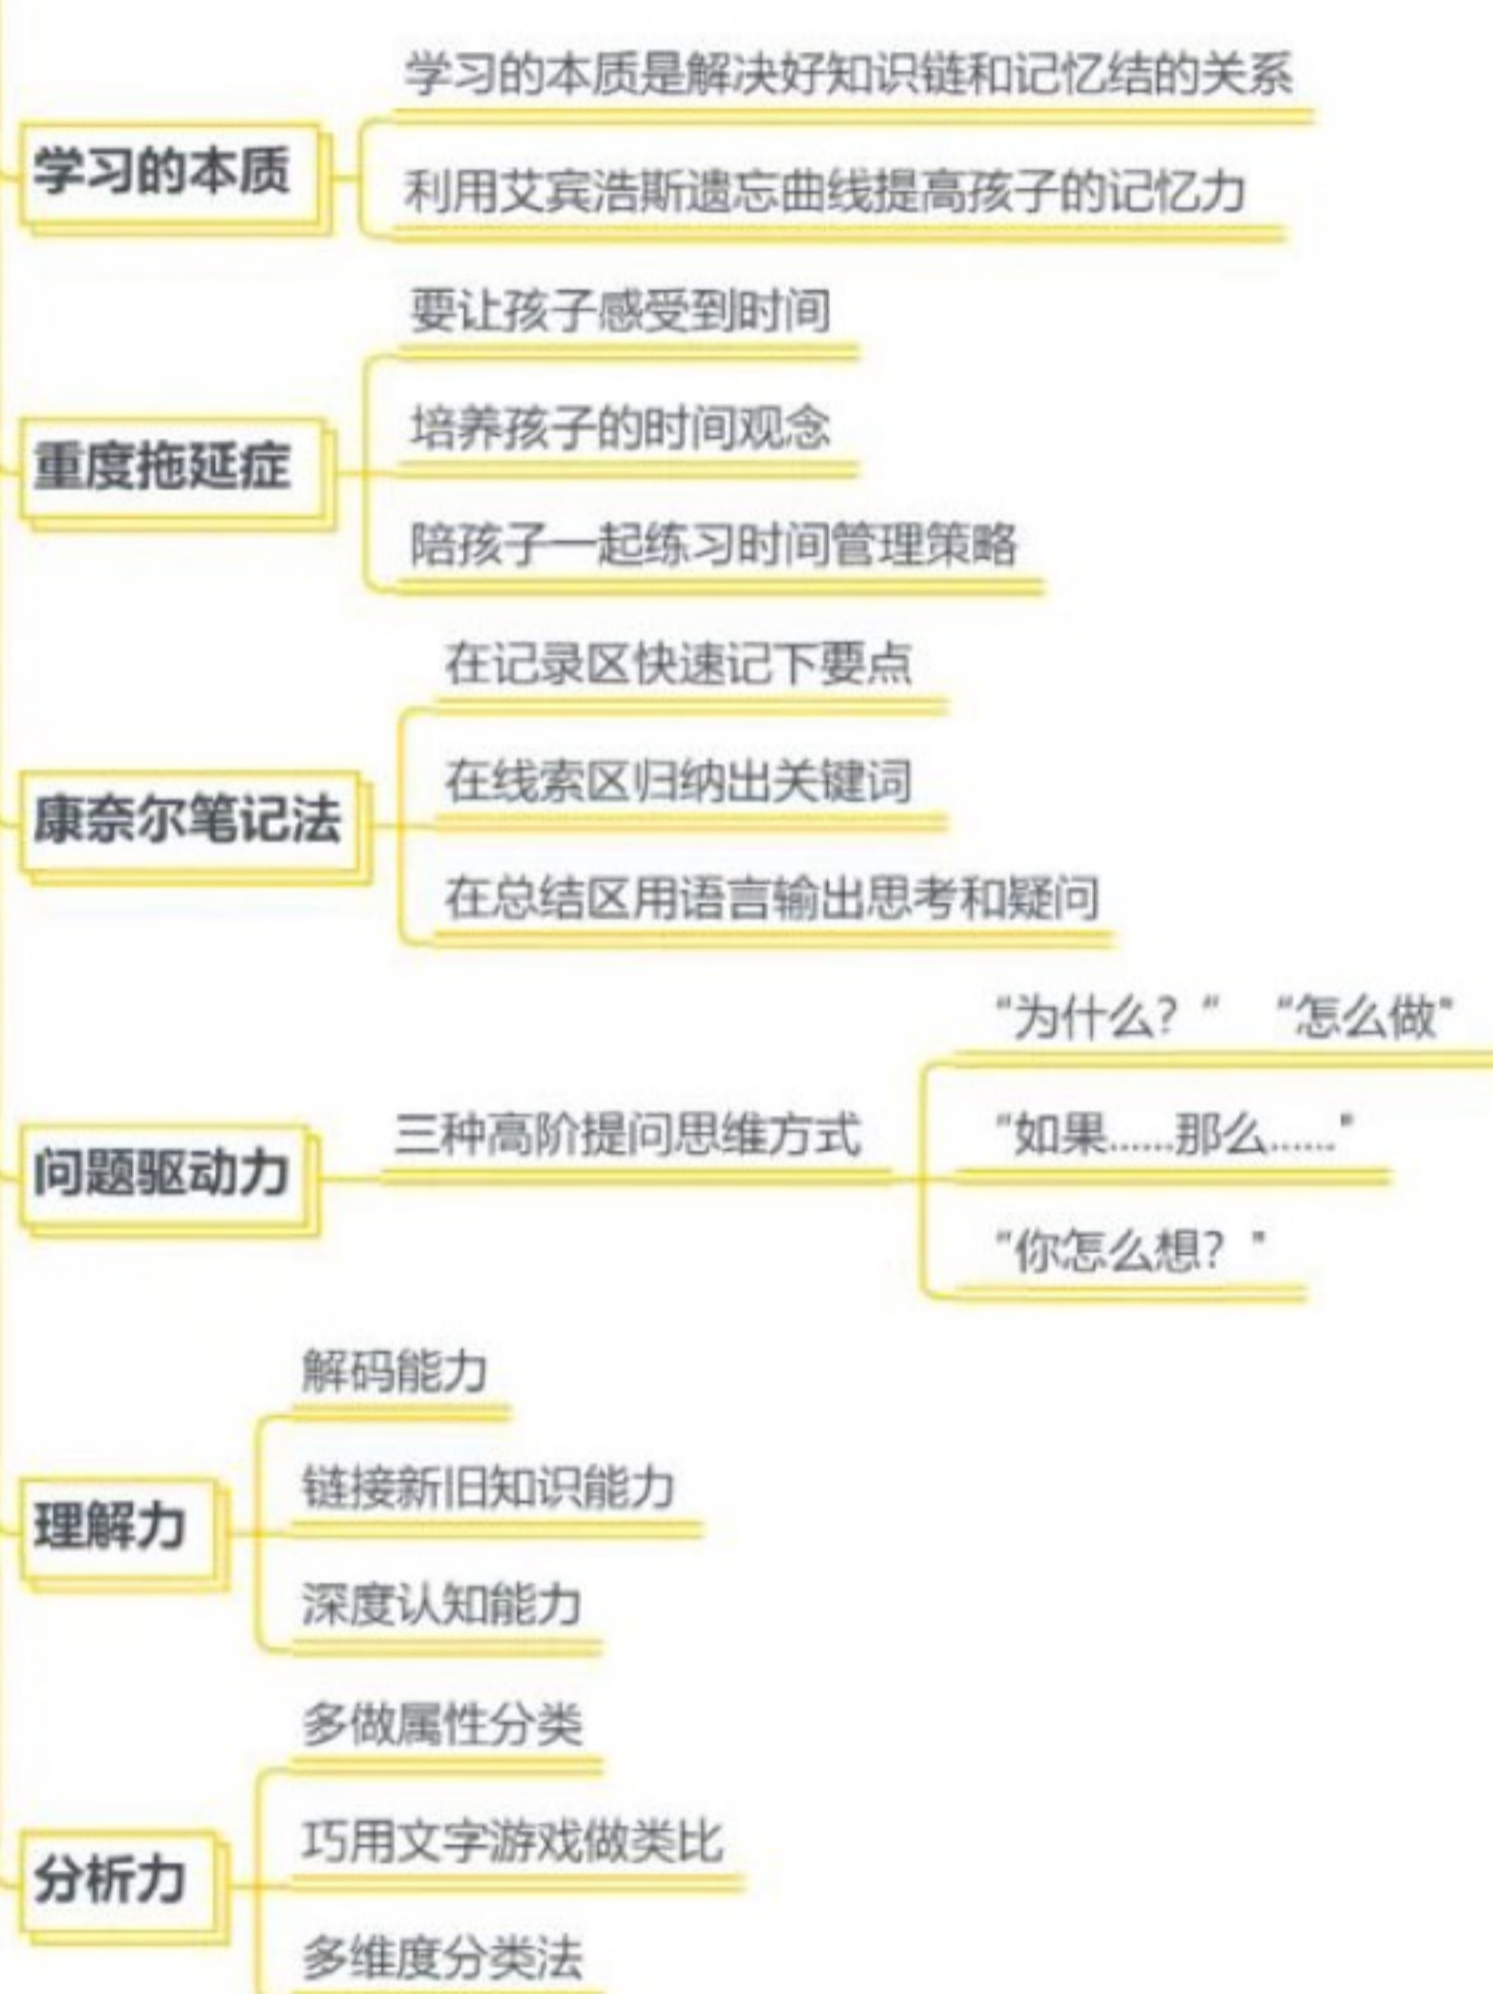 学习的本质
学习的本质是解决好知识链和记忆结的关系
利用艾宾浩斯遗忘曲线提高孩子的记忆力
重度拖延症
要让孩子感受到时间
培养孩子的时间观念
陪孩子一起练习时间管理策略
康奈尔笔记法
在记录区快速记下要点
在线索区归纳出关键词
在总结区用语言输出思考和疑问
问题驱动力
三种高阶提问思维方式
“为什么？“ “怎么做"
“如果......那么......"
“你怎么想？"
理解力
解码能力
链接新旧知识能力
深度认知能力
分析力
多做属性分类
巧用文字游戏做类比
多维度分类法